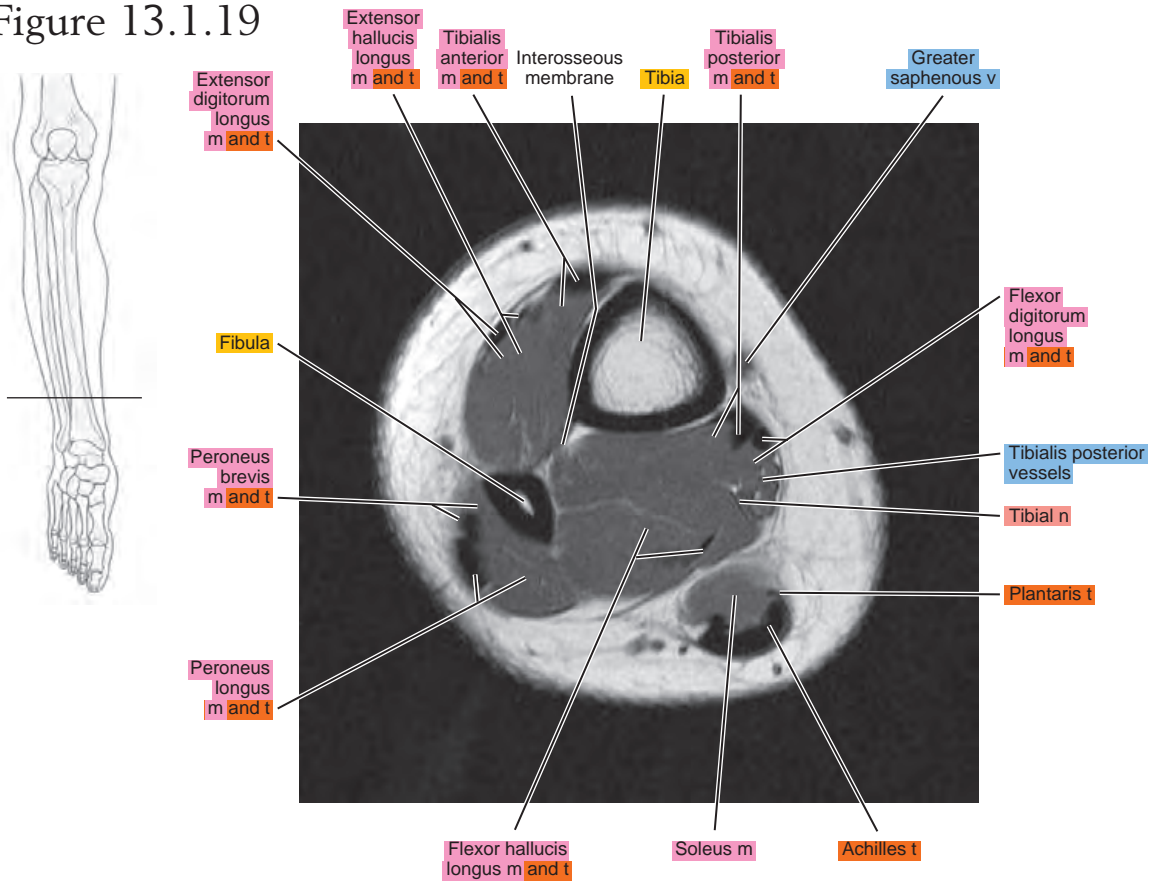 Figure 13.1.19
Extensor
hallucis
longus
m and t
Tibialis
anterior
m and t
Interosseous
membrane
Tibia
Tibialis
posterior
m and t
Greater
saphenous v
Extensor
digitorum
longus
m and t
Flexor
digitorum
longus
m and t
Fibula
Peroneus
brevis
m and t
Tibialis posterior
vessels
Tibial n
Plantaris t
Peroneus
longus
m and t
Flexor hallucis
longus m and t
Soleus m
Achilles t